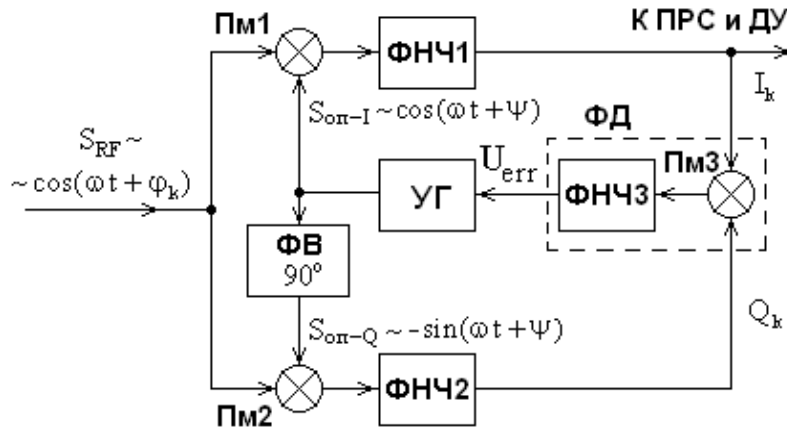 Пм1
ФНЧ1
К ПРС и ДУ
I_k
S_оп-I ~cos(ωt+Ψ)
ФД
S_RF ~
~cos(ωt+φ_k)
U_err
Пм3
УГ
ФНЧ3
ФВ
90°
S_оп-Q ~-sin(ωt+Ψ)
Q_k
Пм2
ФНЧ2